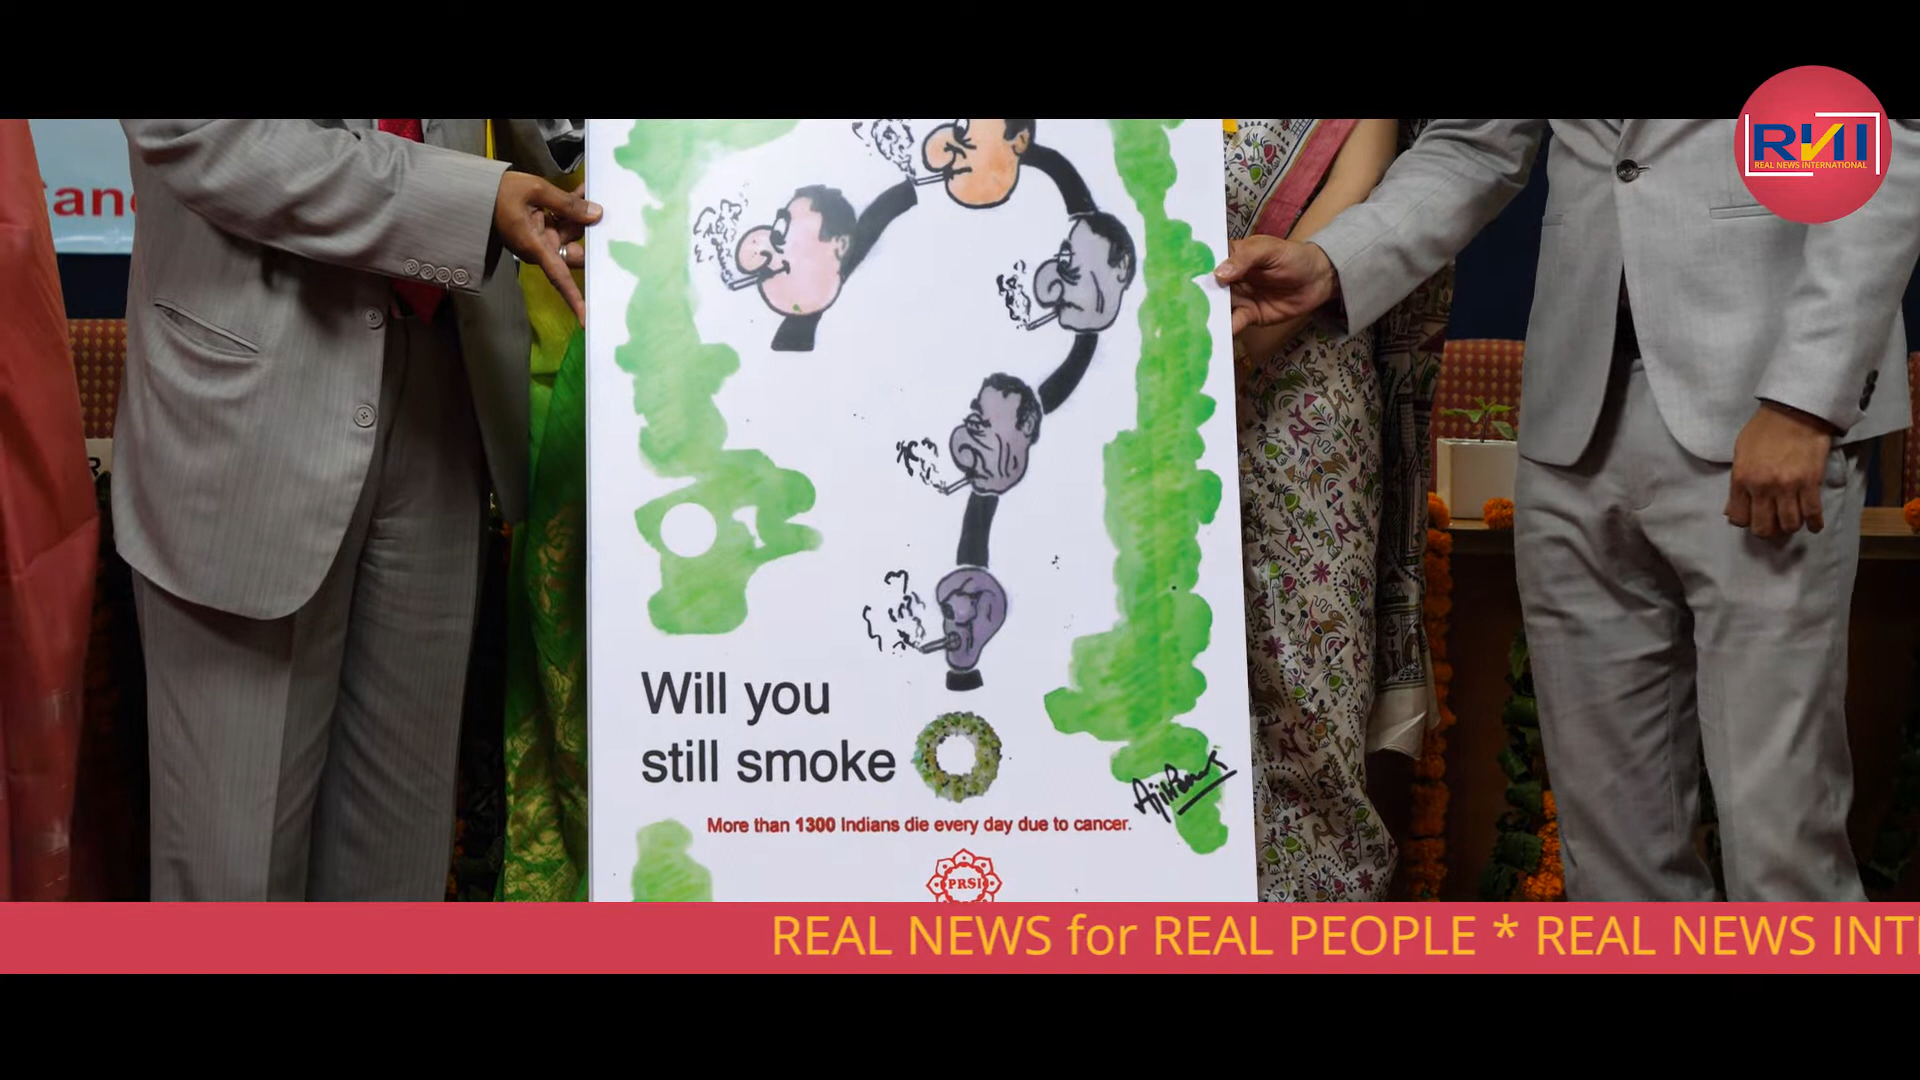 RNI
REAL NEWS INTERNATIONAL
Will you
still smoke
More than 1300 Indians die every day due to cancer.
PRSI
REAL NEWS for REAL PEOPLE * REAL NEWS